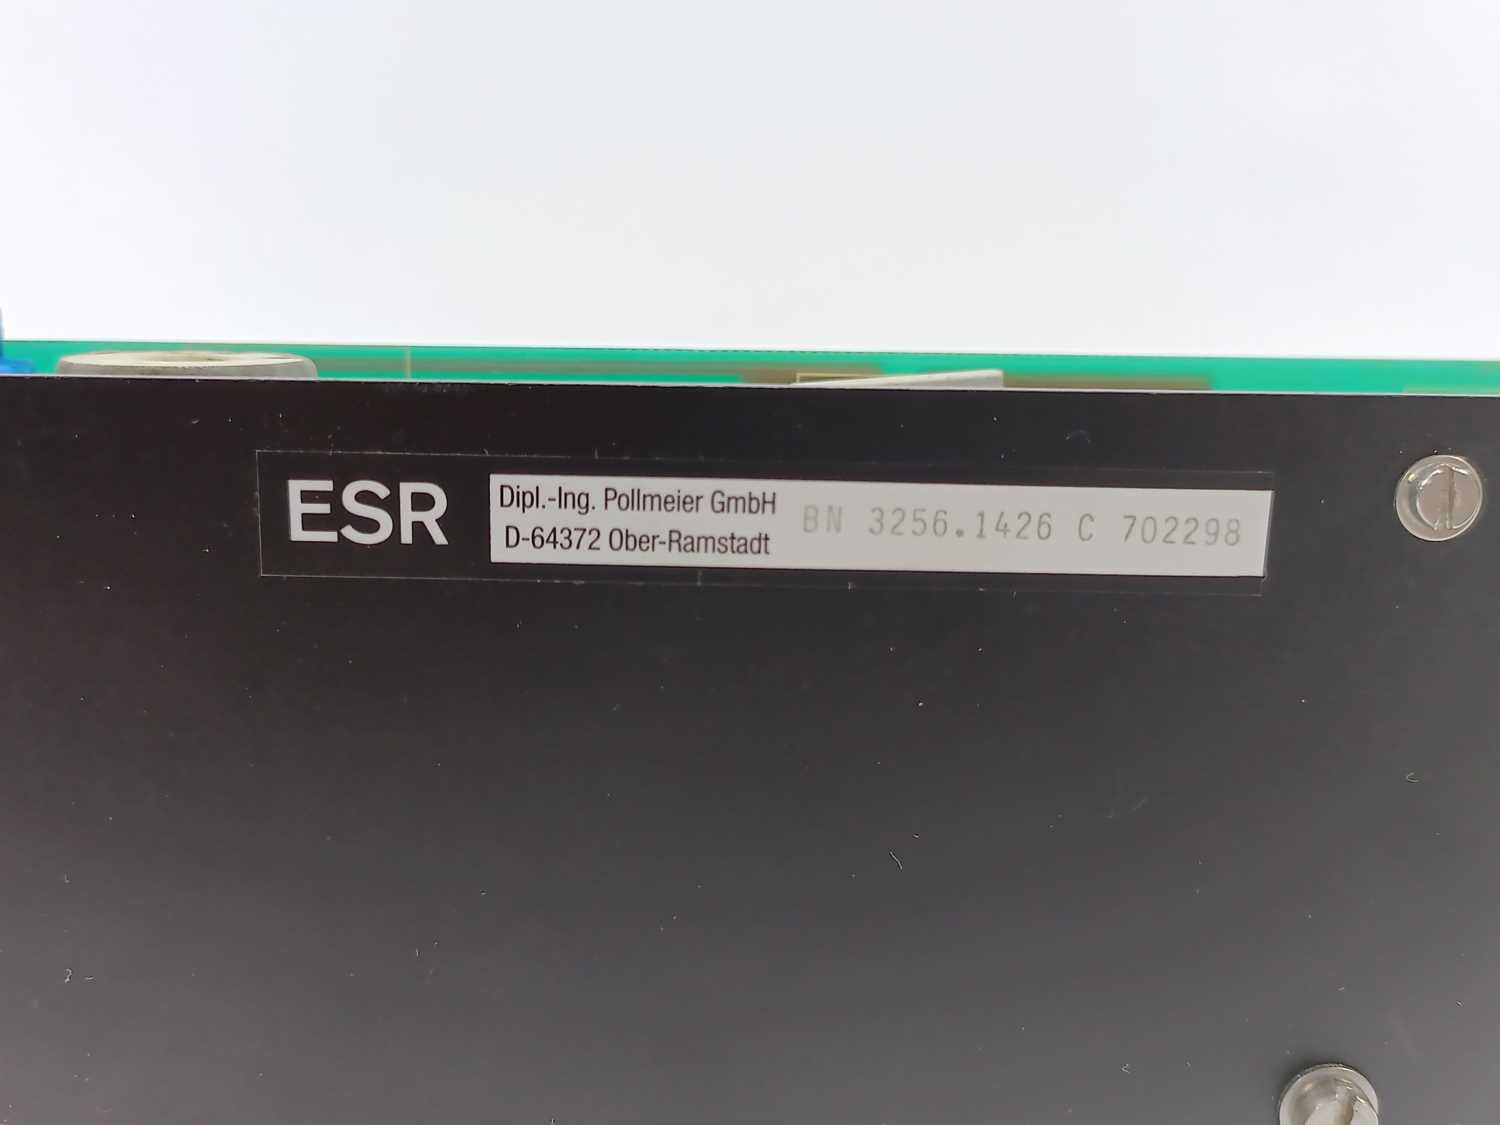 ESR
Dipl.-Ing. Pollmeier GmbH
D-64372 Ober-Ramstadt
BN 3256.1426 C 702298